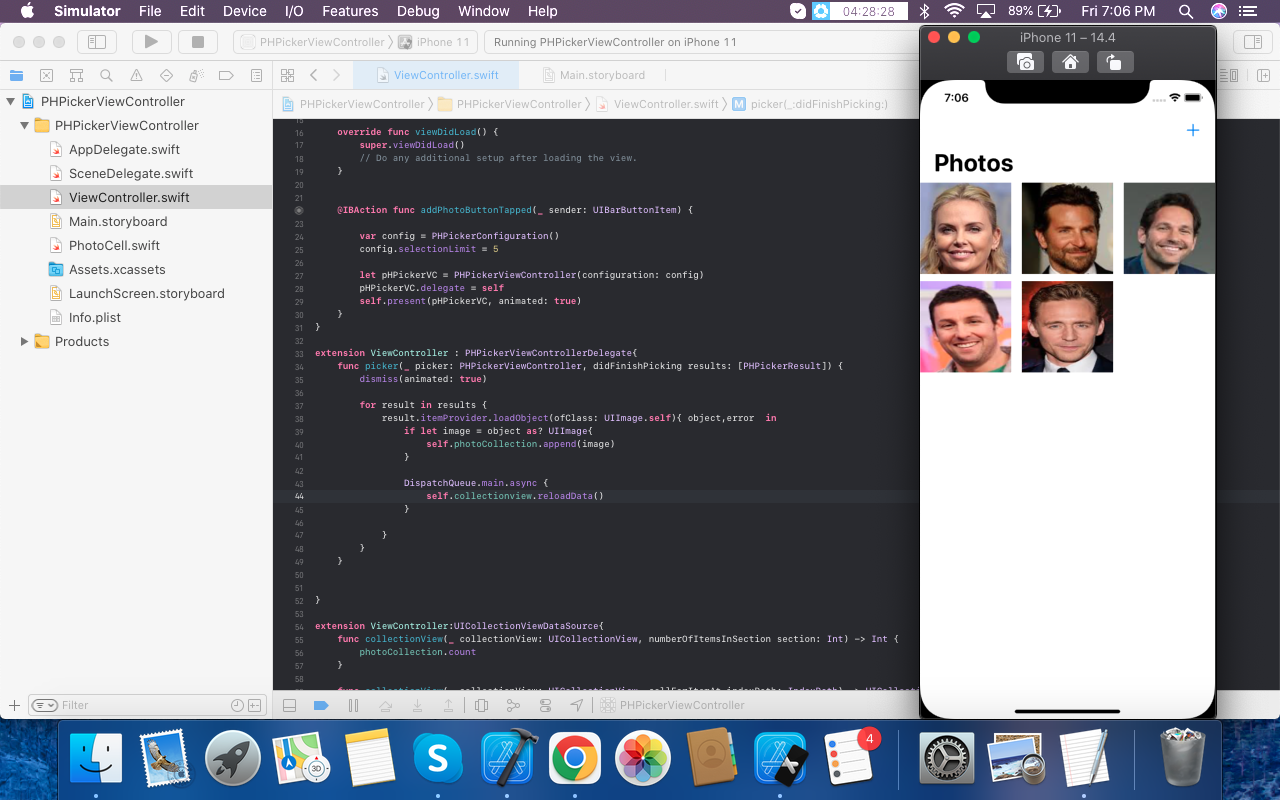 Simulator File Edit Device I/O Features Debug Window Help 04:28:28 89% Fri 7:06 PM
PHPickerViewController iPhone 11 Running PHPickerViewController on iPhone 11
iPhone 11 – 14.4
ViewController.swift Main.storyboard
PHPickerViewController PHPickerViewController ViewController.swift M picker(_:didFinishPicking:)
PHPickerViewController
PHPickerViewController
AppDelegate.swift
SceneDelegate.swift
ViewController.swift
Main.storyboard
PhotoCell.swift
Assets.xcassets
LaunchScreen.storyboard
Info.plist
Products
Filter
15
16 override func viewDidLoad() {
17 super.viewDidLoad()
18 // Do any additional setup after loading the view.
19 }
20
21
@IBAction func addPhotoButtonTapped(_ sender: UIBarButtonItem) {
23
24 var config = PHPickerConfiguration()
25 config.selectionLimit = 5
26
27 let pHPickerVC = PHPickerViewController(configuration: config)
28 pHPickerVC.delegate = self
29 self.present(pHPickerVC, animated: true)
30 }
31 }
32
33 extension ViewController : PHPickerViewControllerDelegate{
34 func picker(_ picker: PHPickerViewController, didFinishPicking results: [PHPickerResult]) {
35 dismiss(animated: true)
36
37 for result in results {
38 result.itemProvider.loadObject(ofClass: UIImage.self){ object,error in
39 if let image = object as? UIImage{
40 self.photoCollection.append(image)
41 }
42
43 DispatchQueue.main.async {
44 self.collectionview.reloadData()
45 }
46
47 }
48 }
49 }
50
51
52 }
53
54 extension ViewController:UICollectionViewDataSource{
55 func collectionView(_ collectionView: UICollectionView, numberOfItemsInSection section: Int) -> Int {
56 photoCollection.count
57 }
58
PHPickerViewController
7:06
+
Photos
3D
4